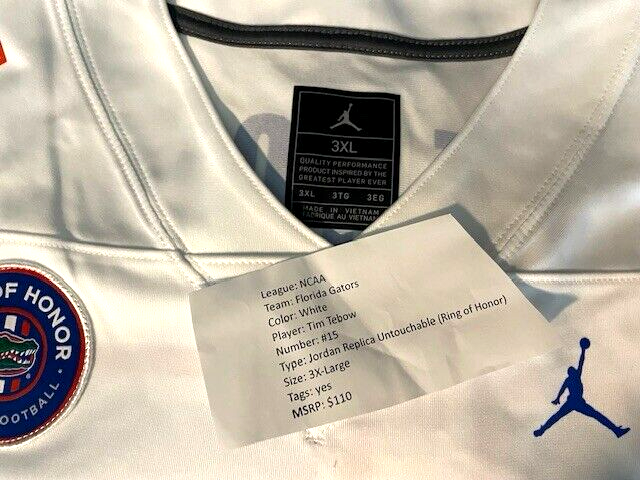 3XL
QUALITY PERFORMANCE
PRODUCT INSPIRED BY THE
GREATEST PLAYER EVER
3XL 3TG 3EG
MADE IN VIETNAM
FABRIQUE AU VIETNAM
OF HONOR
FOOTBALL
League: NCAA
Team: Florida Gators
Color: White
Player: Tim Tebow
Number: #15
Type: Jordan Replica Untouchable (Ring of Honor)
Size: 3X-Large
Tags: yes
MSRP: $110